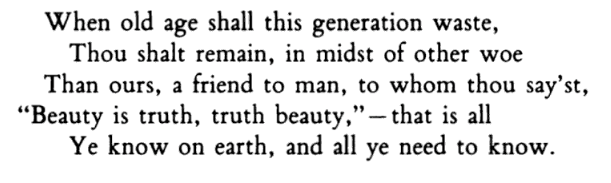 When old age shall this generation waste,
Thou shalt remain, in midst of other woe
Than ours, a friend to man, to whom thou say'st,
“Beauty is truth, truth beauty,”—that is all
Ye know on earth, and all ye need to know.